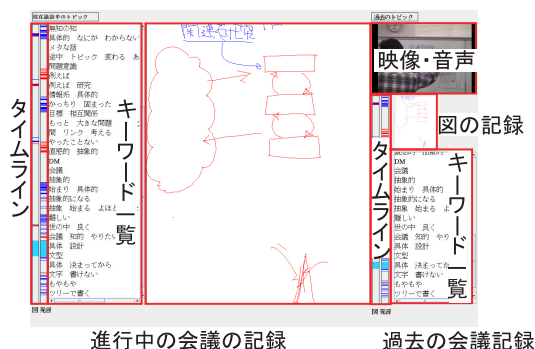 現在議論中のトピック
過去のトピック
タイムライン
無知の知
具体的 なにが わからない
メタな話
途中 トピック 変わる あ
問題意識
例えば
例えば 研究
情報系 具体的
かっちり 固まった
目標 相互関係
もっと 大きな問題
間 リンク 考える
やったことない
直感的 抽象的
DM
会議
抽象的
始まり 具体的
抽象的になる
抽象 始まる よほど
難しい
世の中 良く
会議 知的 やりたい
具体 設計
文型
具体 決まってから
文字 書けない
もやもや
ツリーで書く
図 発話
キーワード一覧
関連
映像・音声
図の記録
タイムライン
DM
会議
抽象的
始まり 具体的
抽象的になる
抽象 始まる よ
難しい
世の中 良く
会議 知的 や
具体 設計
文型
具体 決まってか
文字 書けない
もやもや
ツリーで書く
図 発話
キーワード一覧
進行中の会議の記録
過去の会議記録